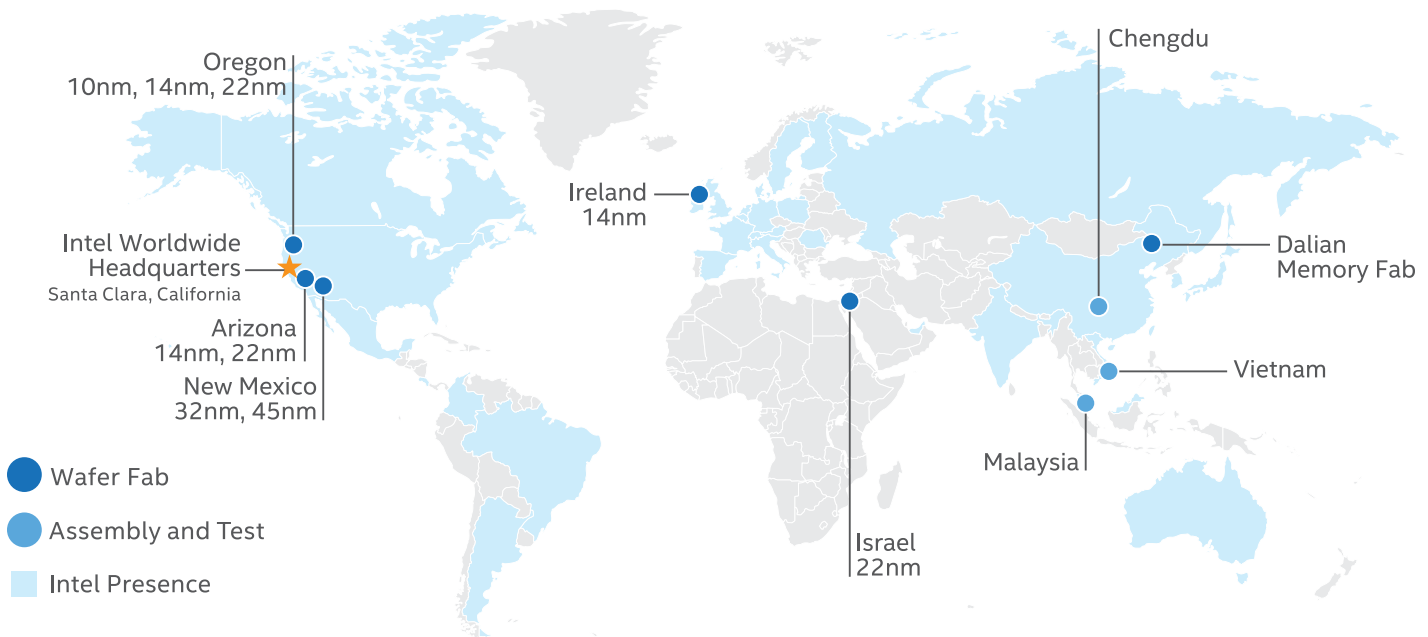 Oregon
10nm, 14nm, 22nm
Chengdu
Ireland
14nm
Intel Worldwide
Headquarters
Santa Clara, California
Dalian
Memory Fab
Arizona
14nm, 22nm
New Mexico
32nm, 45nm
Vietnam
Malaysia
Israel
22nm
Wafer Fab
Assembly and Test
Intel Presence